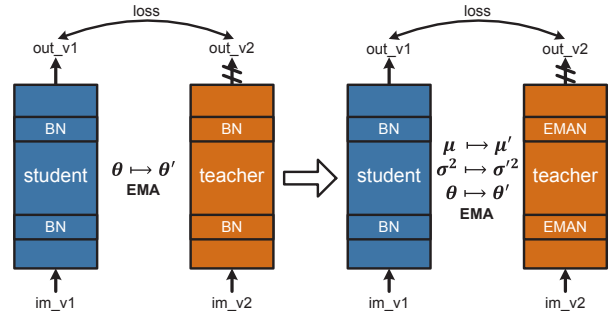 loss
out_v1
out_v2
BN
student
BN
im_v1
θ ↦ θ′
EMA
BN
teacher
BN
im_v2
loss
out_v1
out_v2
BN
student
BN
im_v1
μ ↦ μ′
σ² ↦ σ′²
θ ↦ θ′
EMA
EMAN
teacher
EMAN
im_v2